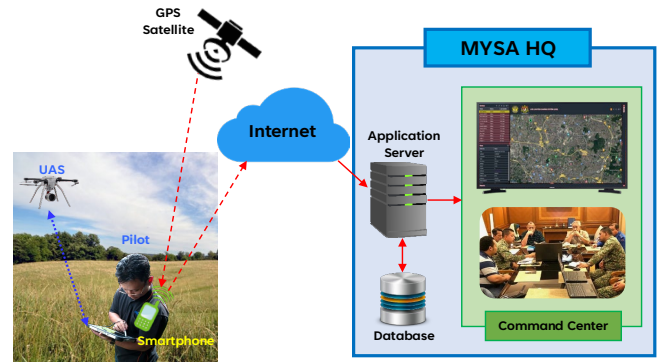 GPS
Satellite
MYSA HQ
Internet
Application
Server
UAS
Pilot
Smartphone
Database
Command Center